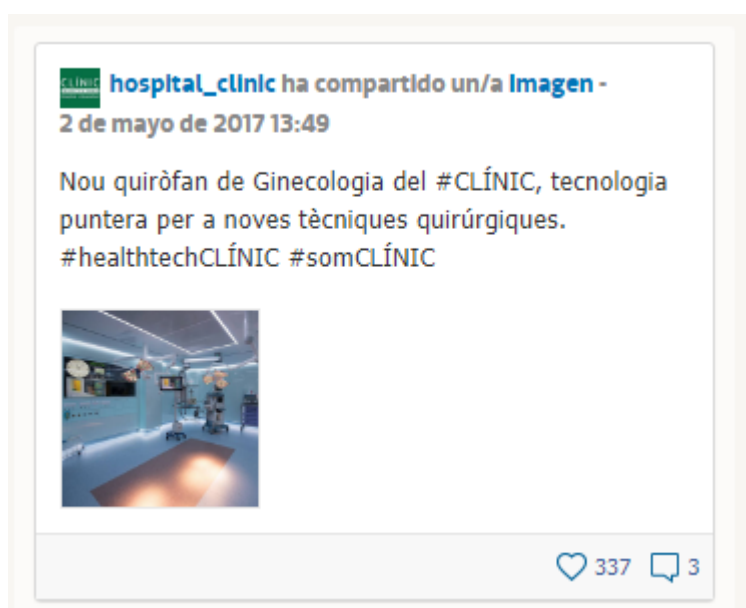 CLÍNIC
hospital_clinic ha compartido un/a Imagen -
2 de mayo de 2017 13:49
Nou quiròfan de Ginecologia del #CLÍNIC, tecnologia
puntera per a noves tècniques quirúrgiques.
#healthtechCLÍNIC #somCLÍNIC
337 3